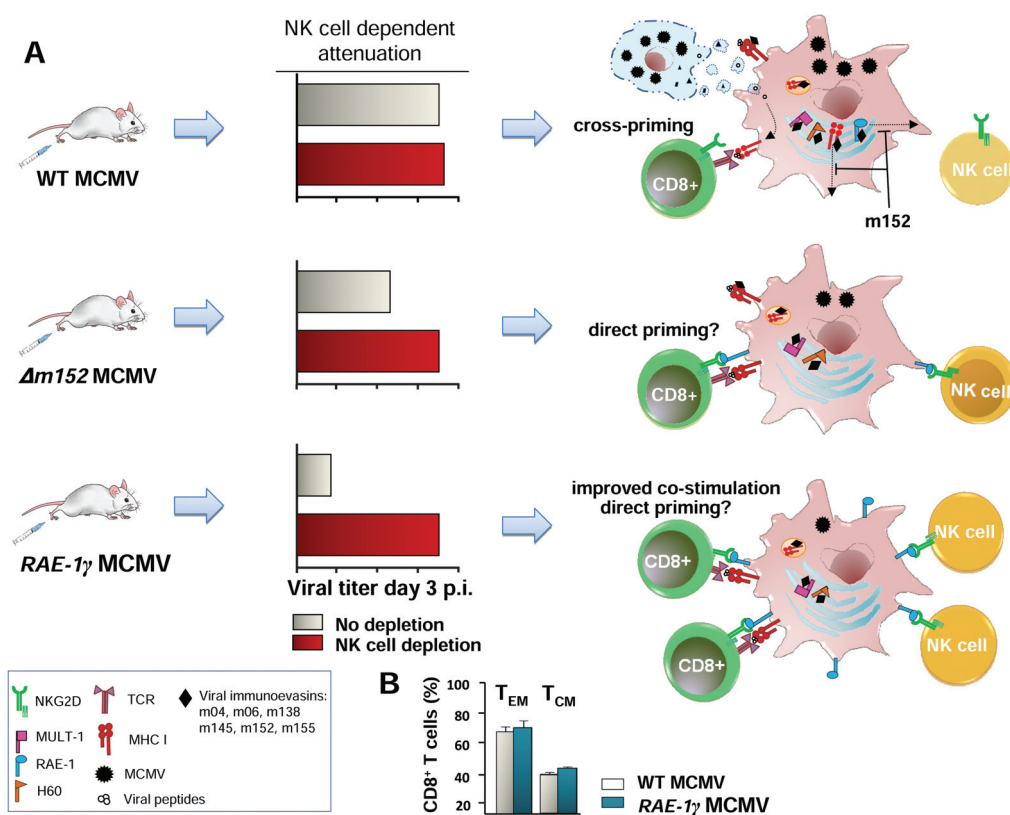 A
NK cell dependent
attenuation
WT MCMV
cross-priming
CD8+
NK cell
m152
Δm152 MCMV
direct priming?
CD8+
NK cell
RAE-1γ MCMV
improved co-stimulation
direct priming?
CD8+
NK cell
CD8+
NK cell
Viral titer day 3 p.i.
No depletion
NK cell depletion
NKG2D
MULT-1
RAE-1
H60
TCR
MHC I
MCMV
Viral peptides
Viral immunoevasins:
m04, m06, m138
m145, m152, m155
B
CD8+ T cells (%)
100
80
60
40
20
TEM
TCM
WT MCMV
RAE-1γ MCMV